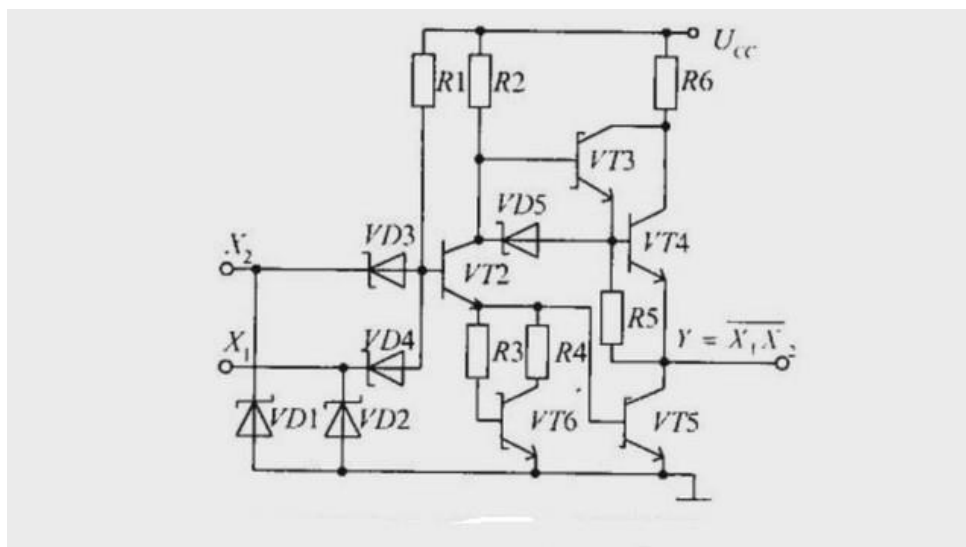 U_CC
R1
R2
R6
VT3
VD5
VD3
VT4
X_2
VT2
R5
Y = \overline{X_1 X}_2
X_1
VD4
R3
R4
VD1
VD2
VT6
VT5